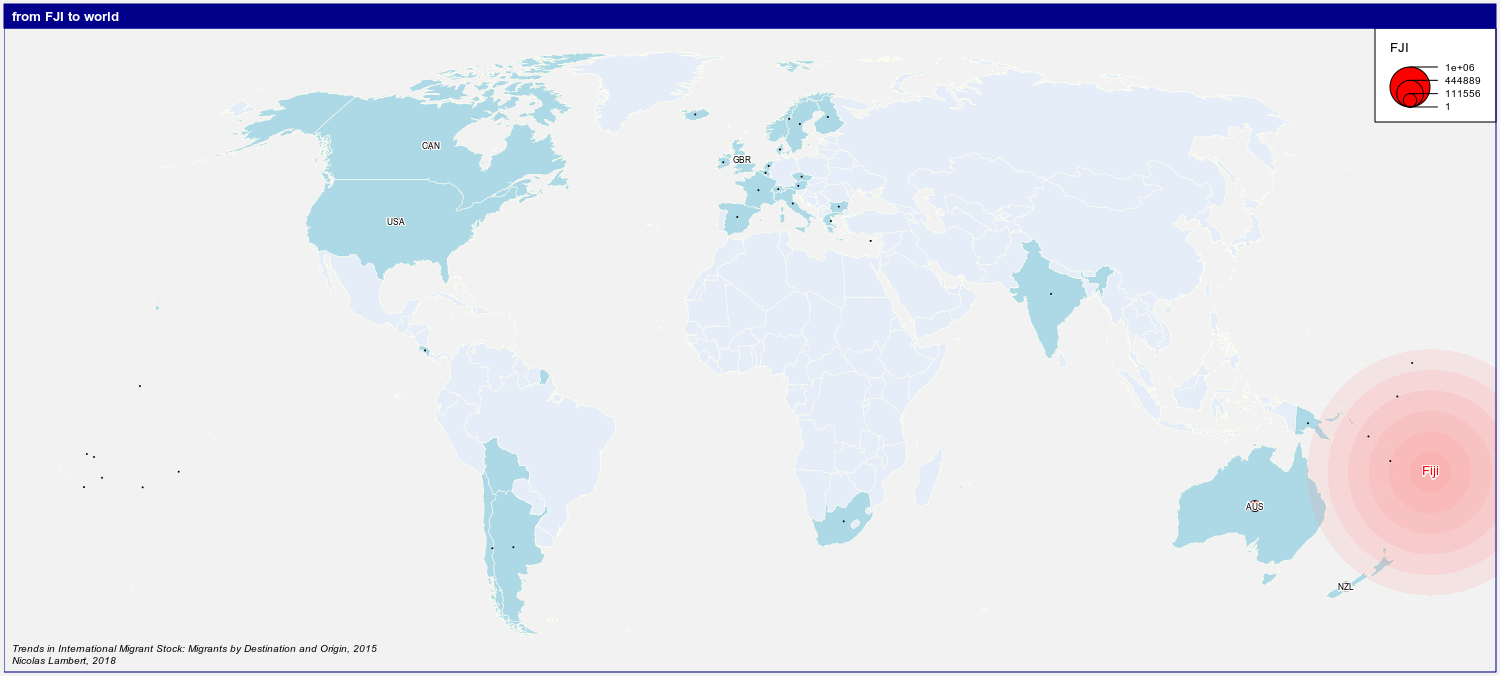 from FJI to world
FJI
1e+06
444889
111556
1
CAN
GBR
USA
Fiji
AUS
NZL
Trends in International Migrant Stock: Migrants by Destination and Origin, 2015
Nicolas Lambert, 2018